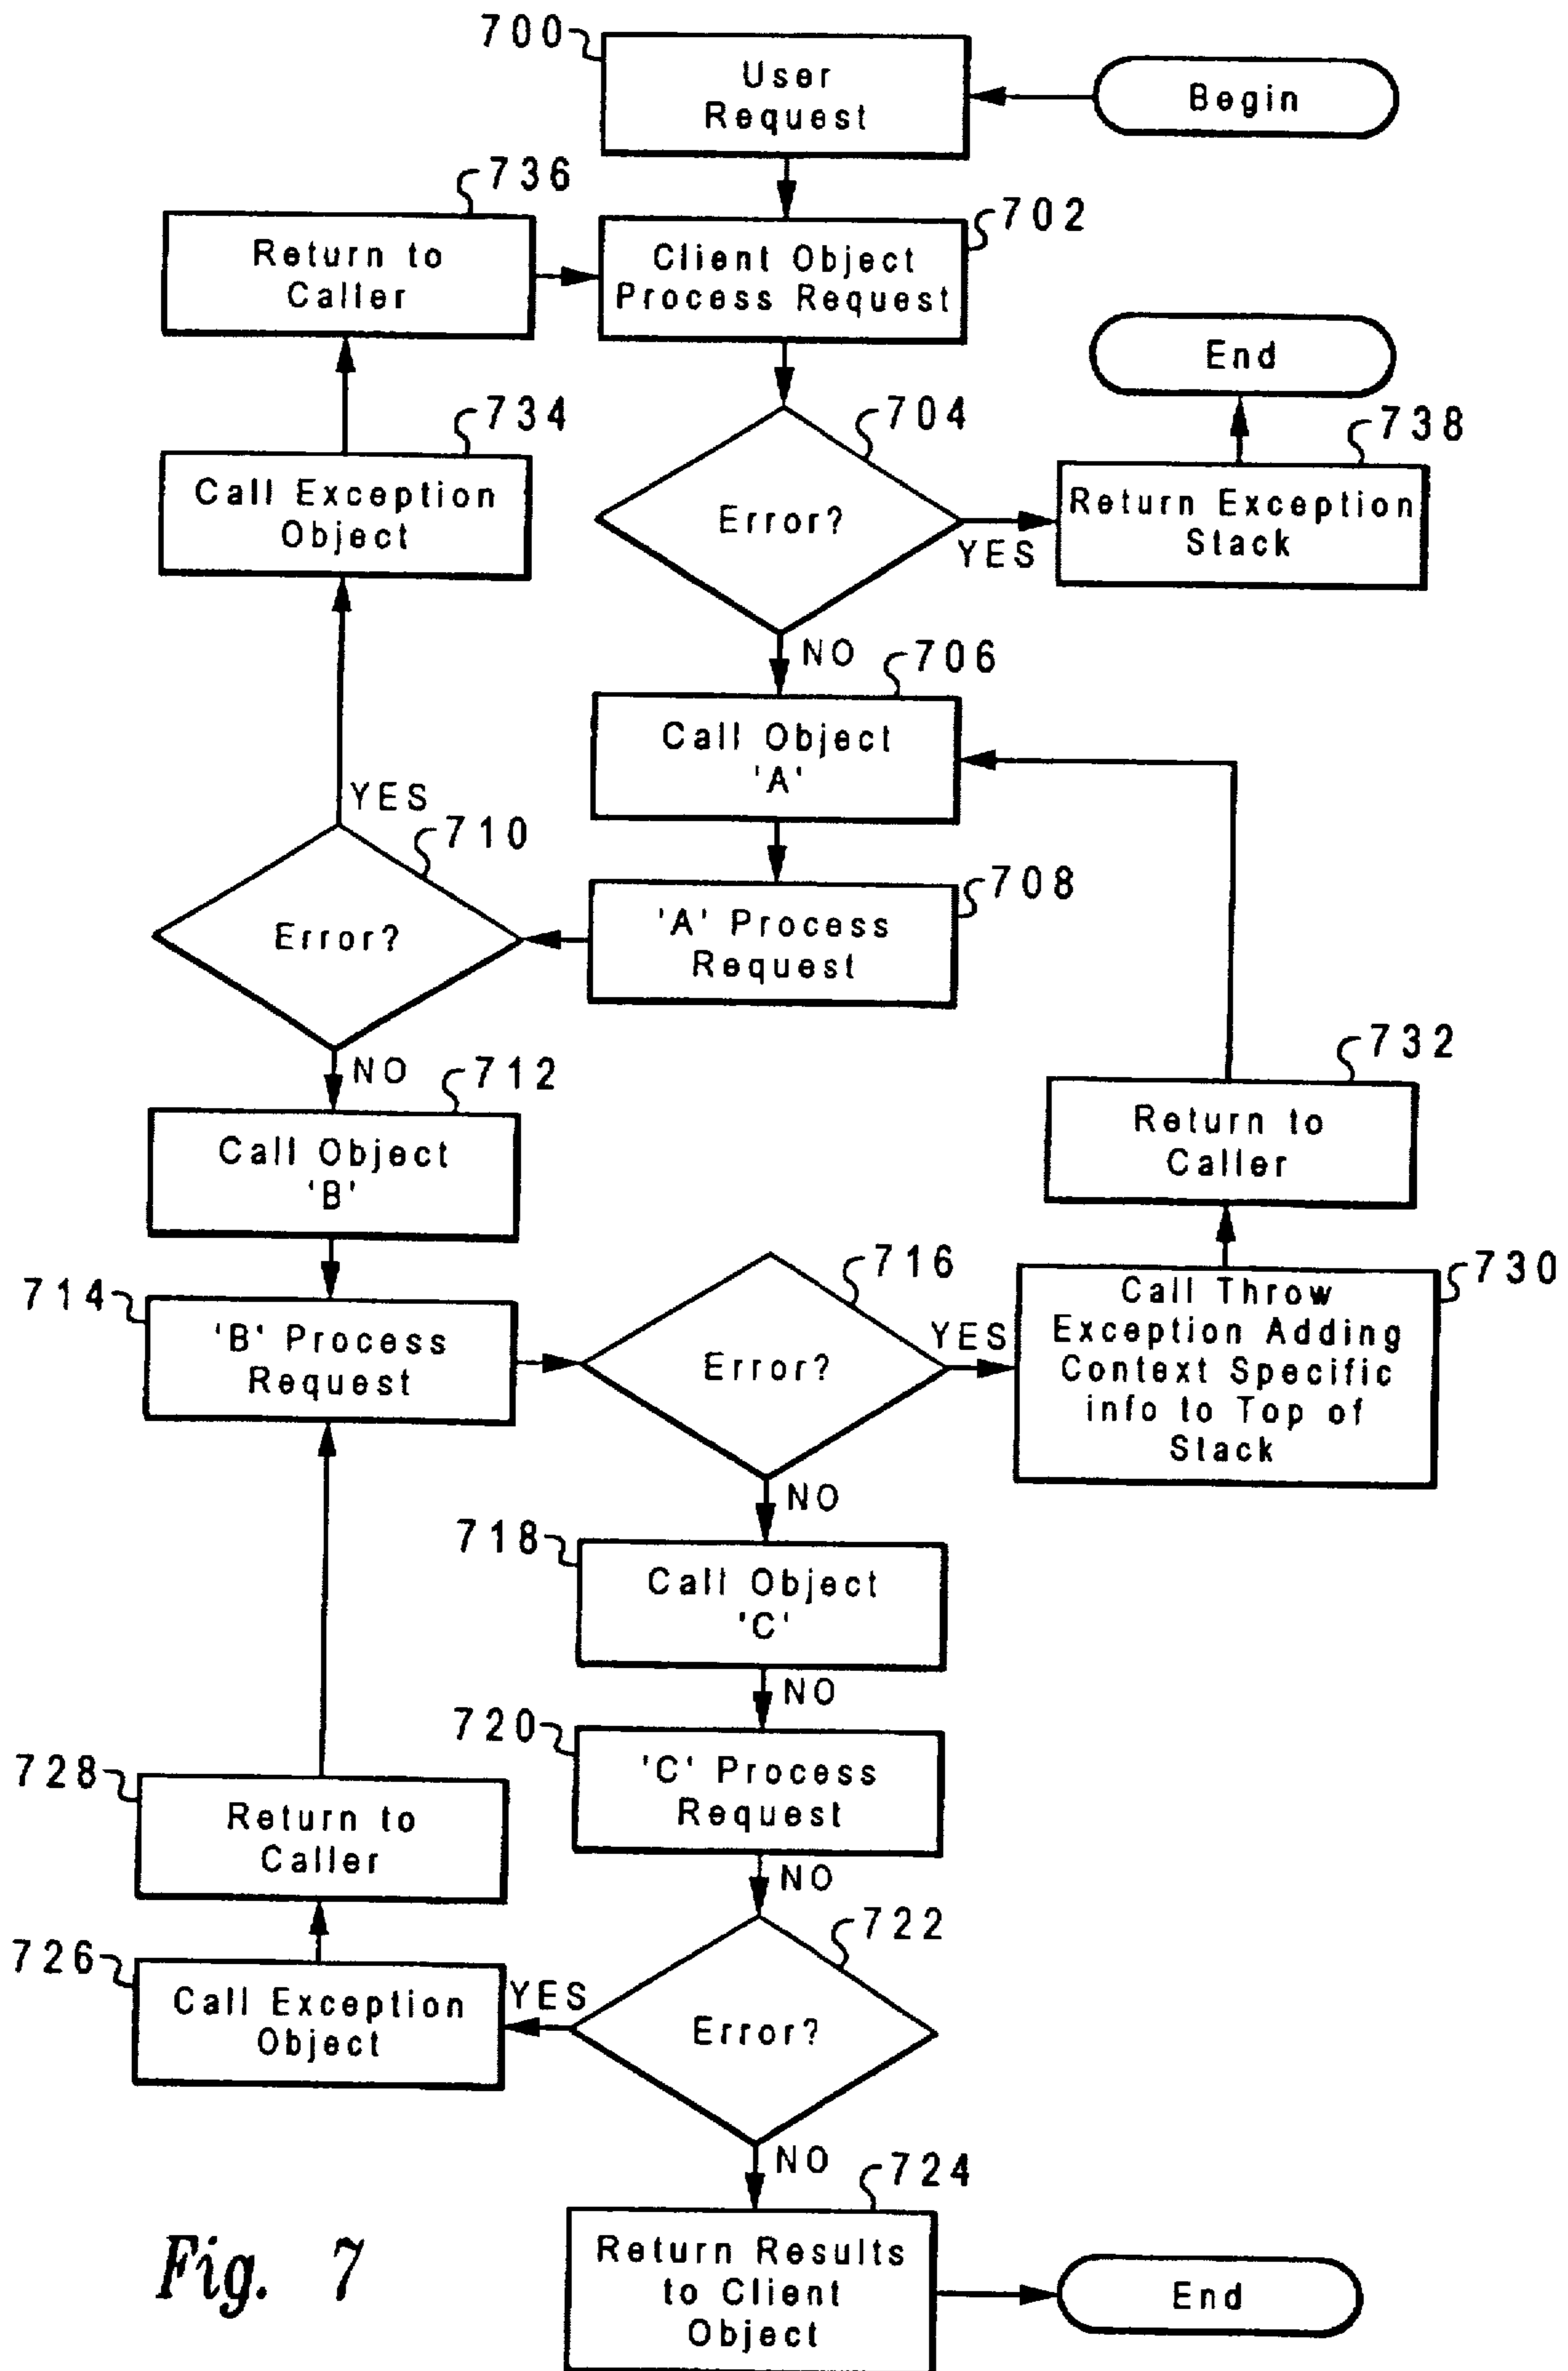 700
User
Request
Begin
736
Return to
Caller
702
Client Object
Process Request
End
734
Call Exception
Object
704
Error?
YES
738
Return Exception
Stack
NO
706
Call Object
'A'
YES
710
Error?
708
'A' Process
Request
NO
712
Call Object
'B'
732
Return to
Caller
714
'B' Process
Request
716
Error?
YES
730
Call Throw
Exception Adding
Context Specific
info to Top of
Stack
NO
718
Call Object
'C'
NO
720
'C' Process
Request
728
Return to
Caller
NO
722
Error?
726
YES
Call Exception
Object
NO
724
Return Results
to Client
Object
End
Fig. 7